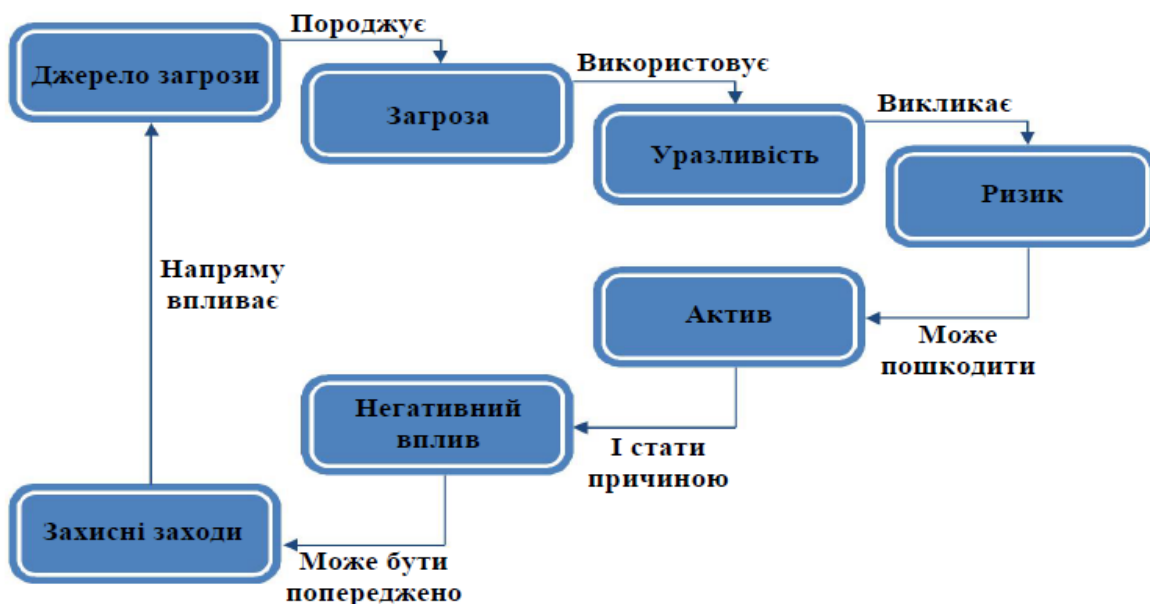 Породжує
Джерело загрози
Використовує
Загроза
Викликає
Уразливість
Ризик
Напряму
впливає
Актив
Може
пошкодити
Негативний
вплив
І стати
причиною
Захисні заходи
Може бути
попереджено